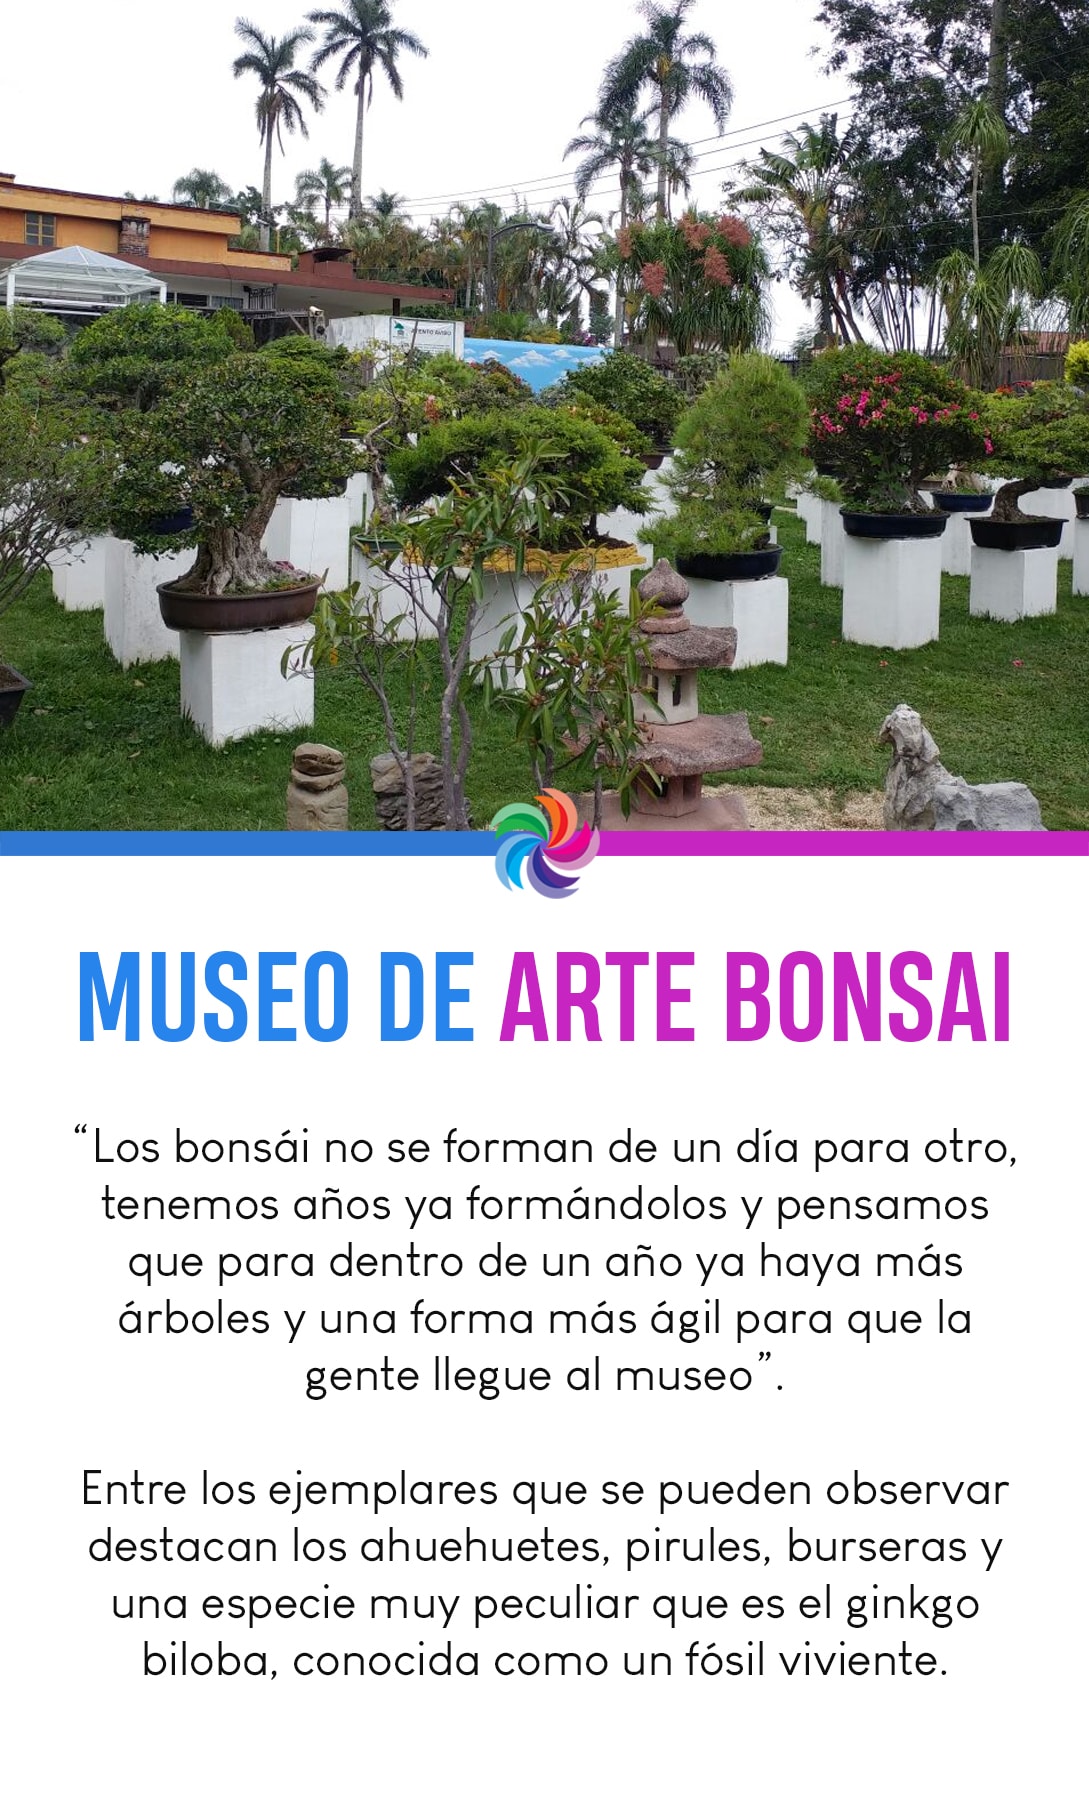 ATENTO AVISO
MUSEO DE ARTE BONSAI
“Los bonsái no se forman de un día para otro,
tenemos años ya formándolos y pensamos
que para dentro de un año ya haya más
árboles y una forma más ágil para que la
gente llegue al museo”.
Entre los ejemplares que se pueden observar
destacan los ahuehuetes, pirules, burseras y
una especie muy peculiar que es el ginkgo
biloba, conocida como un fósil viviente.